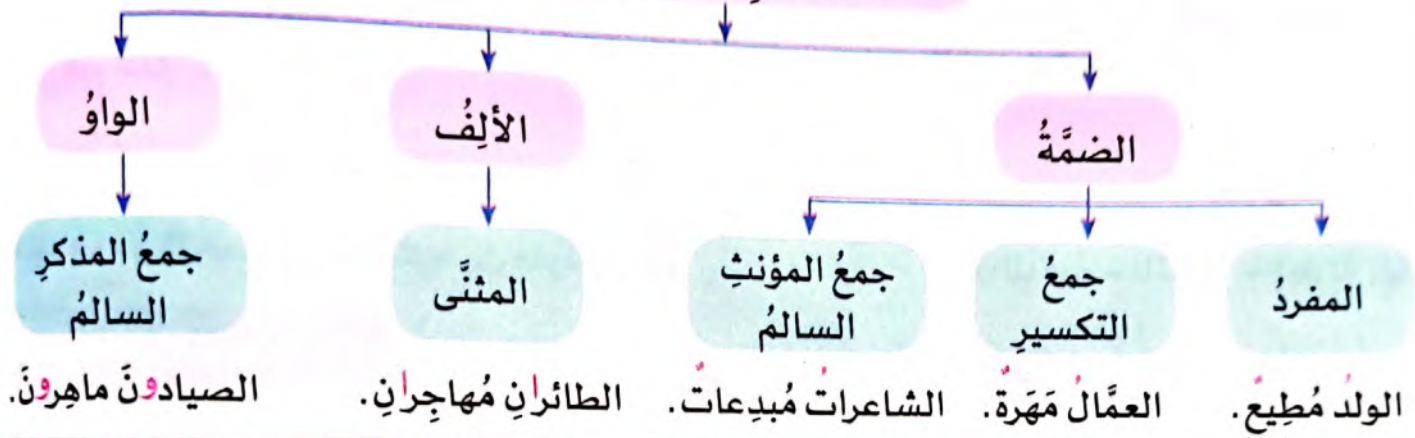 الضمَّةُ
الألِفُ
الواوُ
المفردُ
جمعُ
التكسيرِ
جمعُ المؤنثِ
السالمُ
المثنَّى
جمعُ المذكرِ
السالمُ
الولدُ مُطِيعٌ.
العمَّالُ مَهَرةٌ.
الشاعراتُ مُبدِعاتٌ.
الطائرانِ مُهاجِرانِ.
الصيادونَ ماهِرونَ.